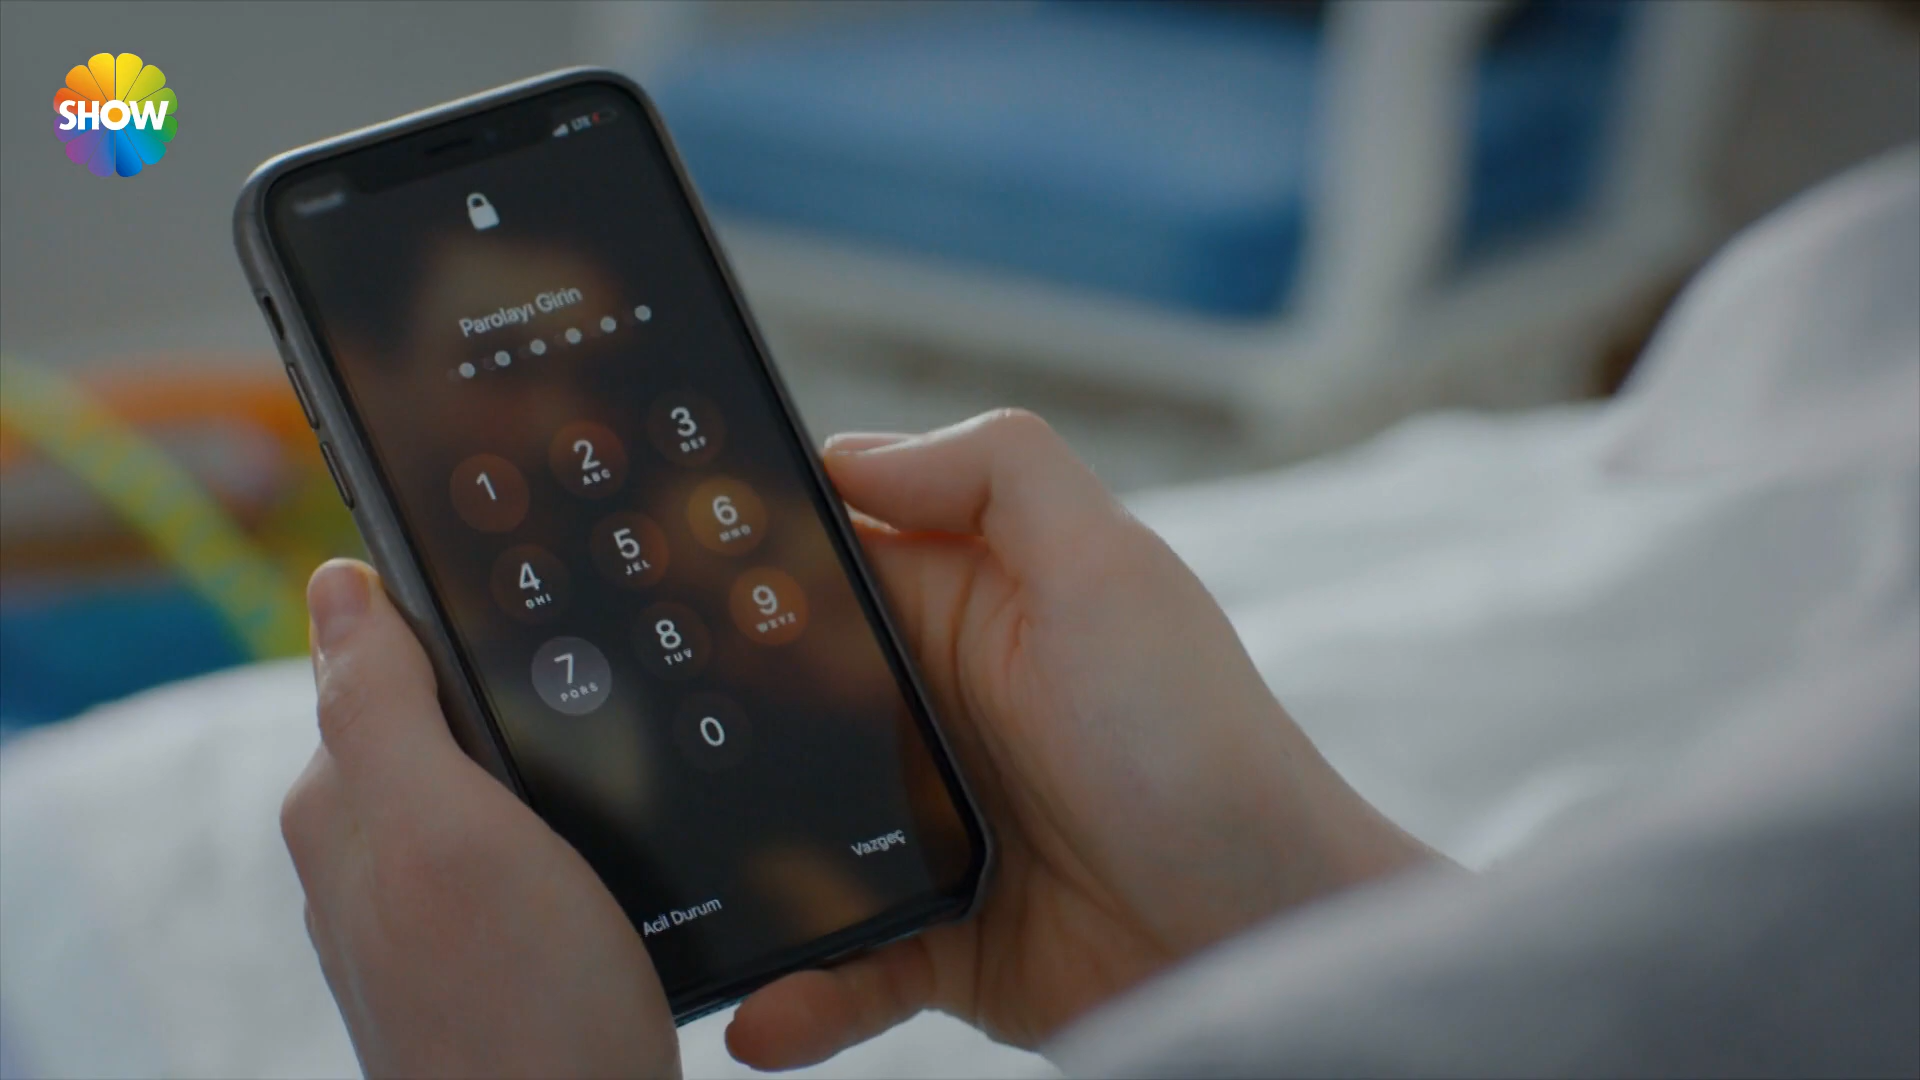 SHOW
LTE
Parolayı Girin
1
2
ABC
3
DEF
4
GHI
5
JKL
6
MNO
7
PQRS
8
TUV
9
WXYZ
0
Vazgeç
Acil Durum